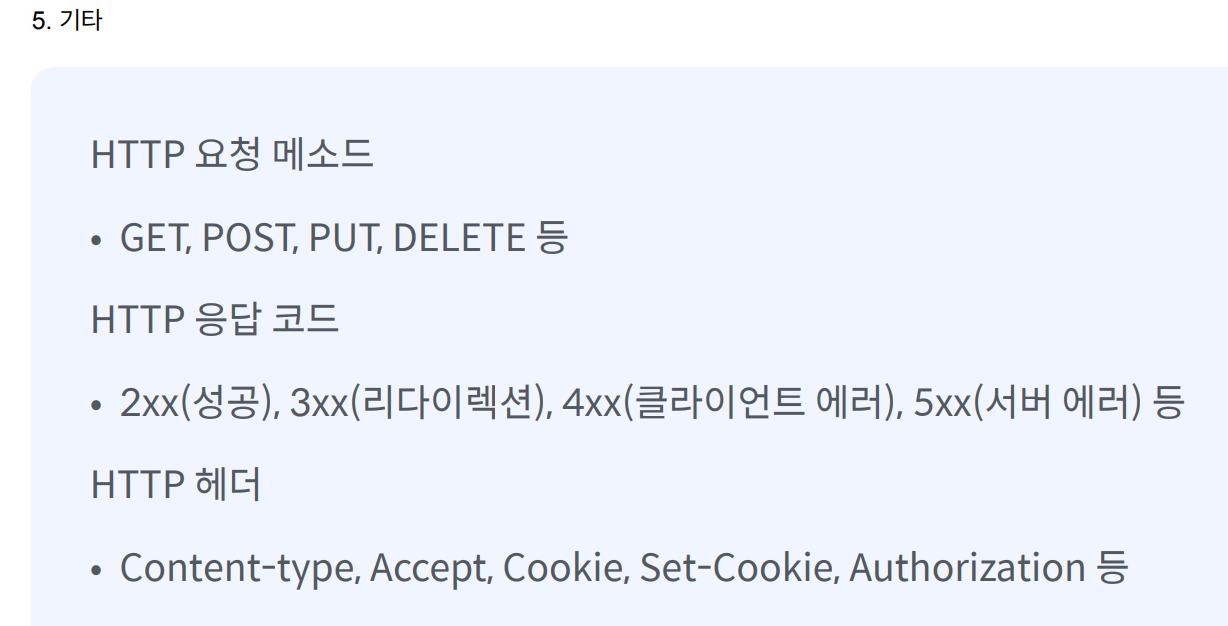 5. 기타
HTTP 요청 메소드
• GET, POST, PUT, DELETE 등
HTTP 응답 코드
• 2xx(성공), 3xx(리다이렉션), 4xx(클라이언트 에러), 5xx(서버 에러) 등
HTTP 헤더
• Content-type, Accept, Cookie, Set-Cookie, Authorization 등